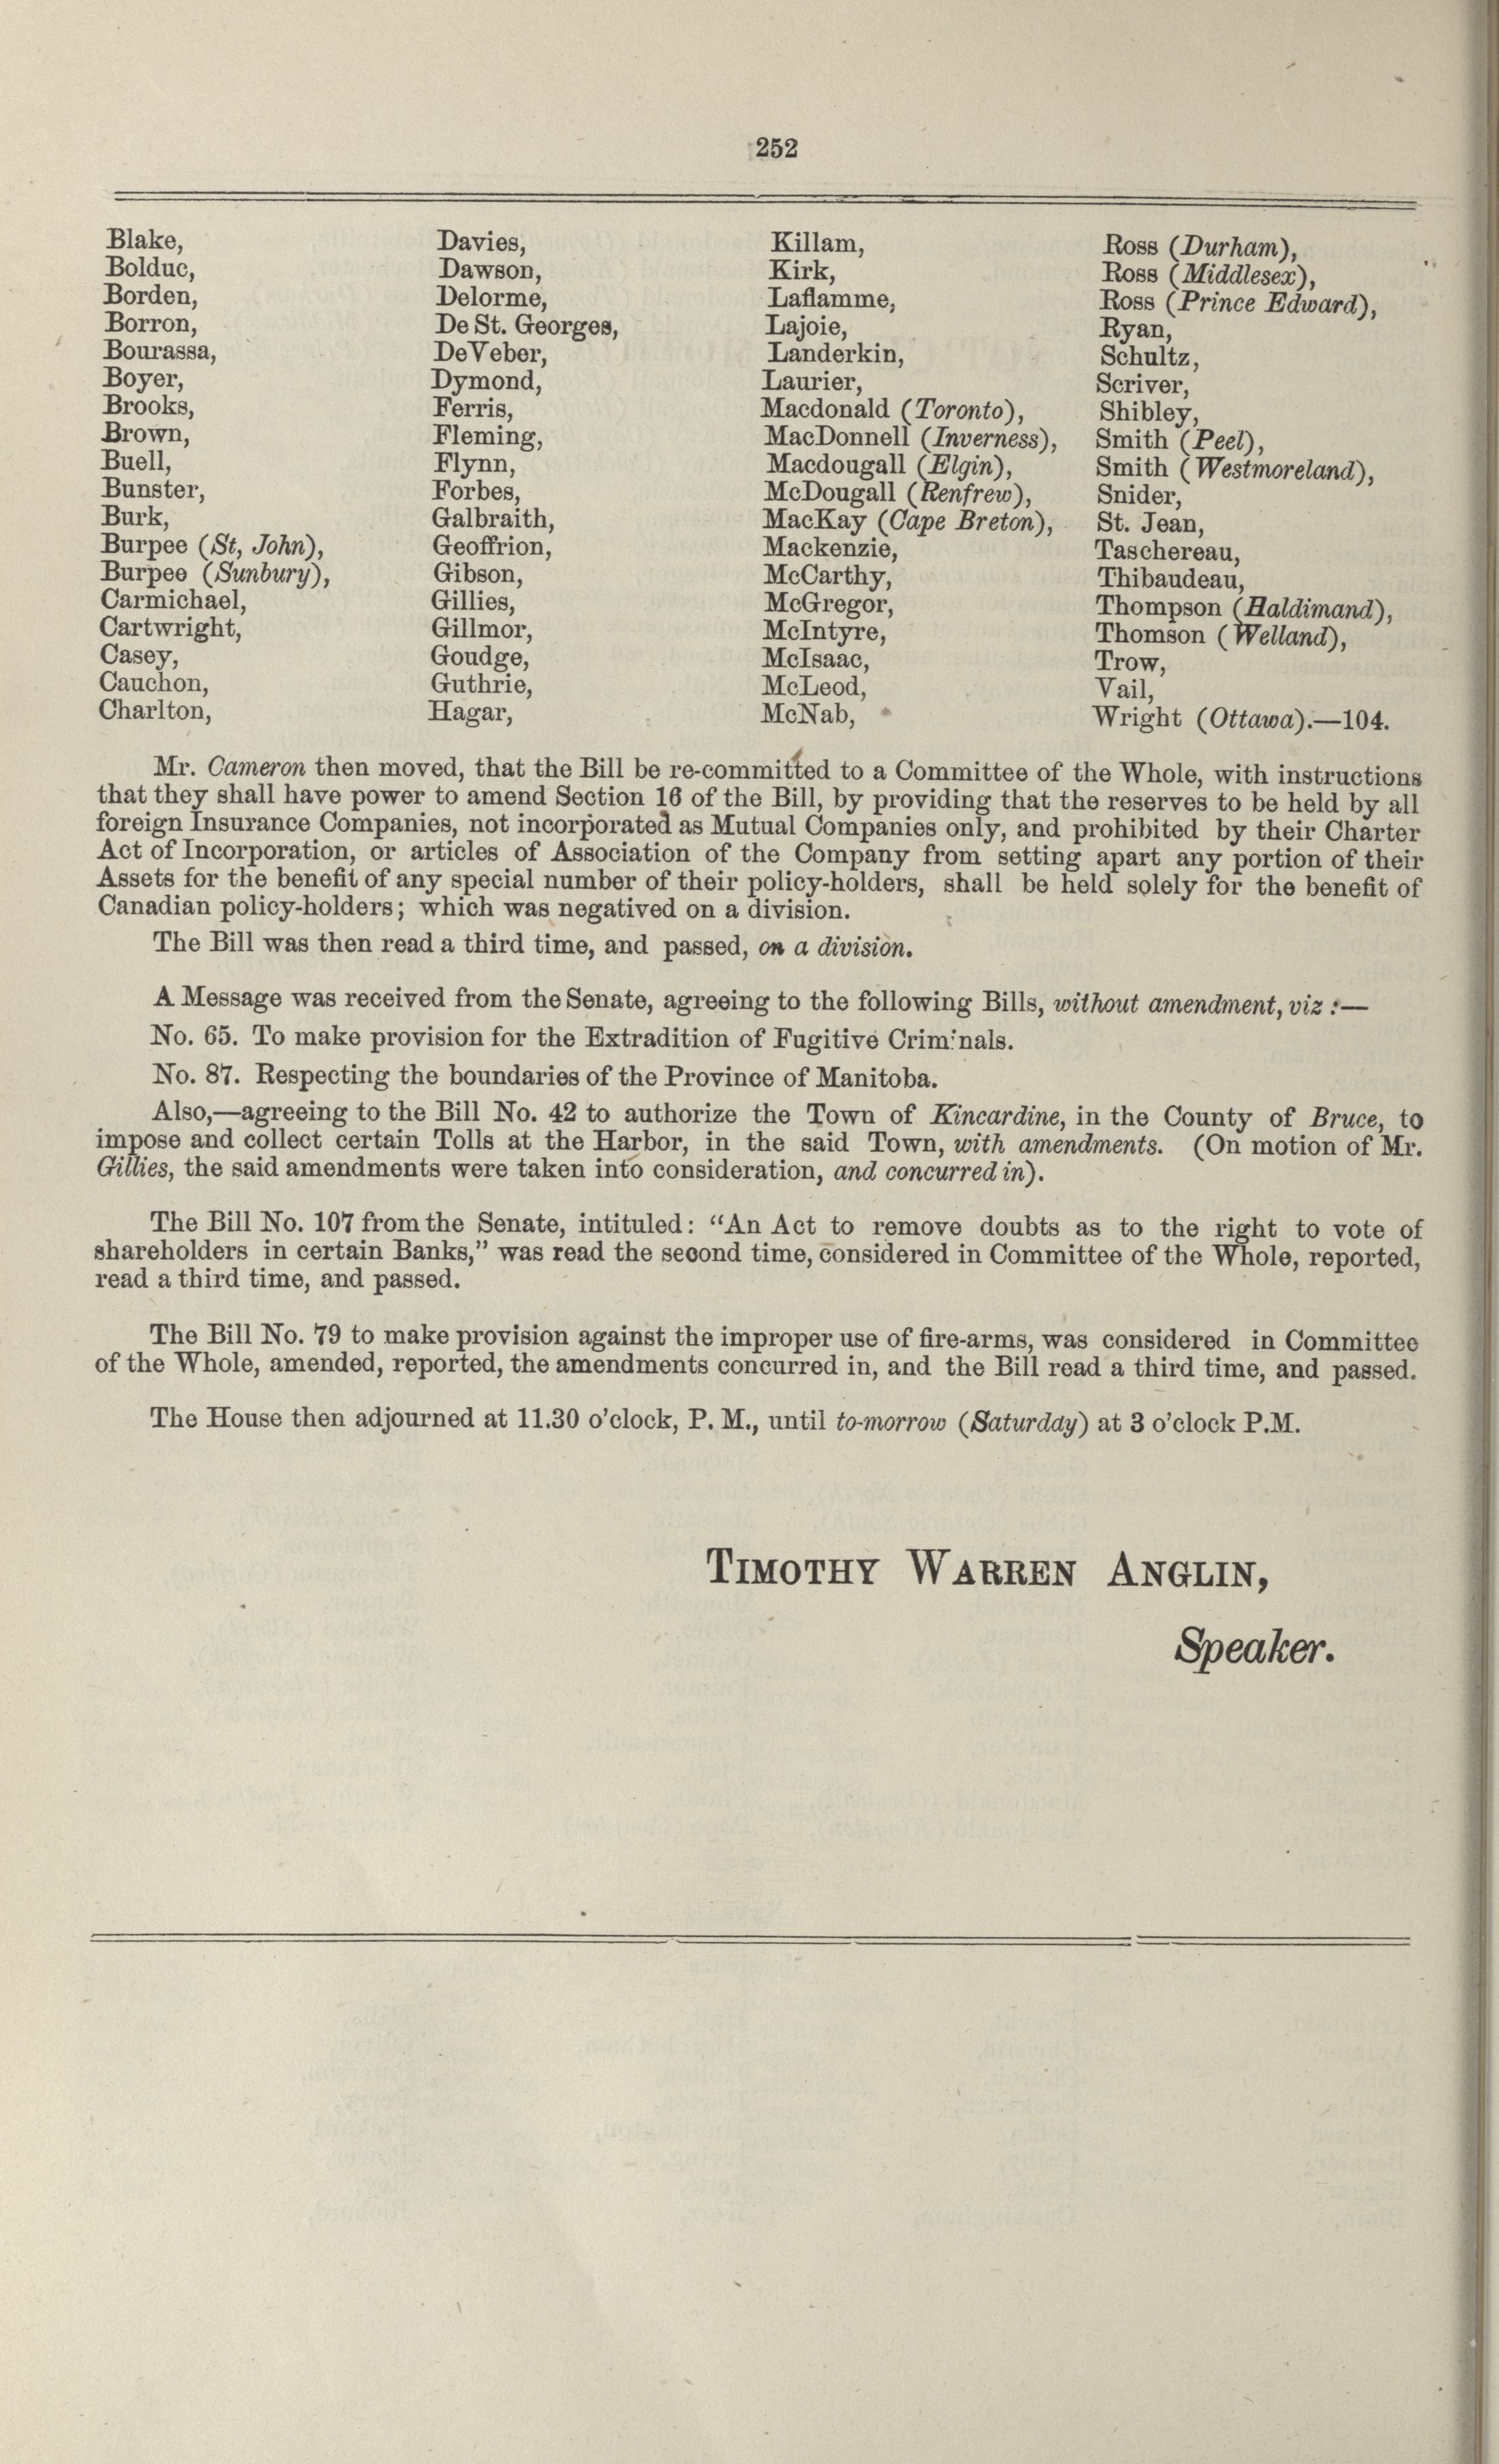 252
Blake,
Bolduc,
Borden,
Borron,
Bourassa,
Boyer,
Brooks,
Brown,
Buell,
Bunster,
Burk,
Burpee (St, John),
Burpee (Sunbury),
Carmichael,
Cartwright,
Casey,
Cauchon,
Charlton,
Davies,
Dawson,
Delorme,
De St. Georges,
DeVeber,
Dymond,
Ferris,
Fleming,
Flynn,
Forbes,
Galbraith,
Geoffrion,
Gibson,
Gillies,
Gillmor,
Goudge,
Guthrie,
Hagar,
Killam,
Kirk,
Laflamme,
Lajoie,
Landerkin,
Laurier,
Macdonald (Toronto),
MacDonnell (Inverness),
Macdougall (Elgin),
McDougall (Renfrew),
MacKay (Cape Breton),
Mackenzie,
McCarthy,
McGregor,
McIntyre,
McIsaac,
McLeod,
McNab,
Ross (Durham),
Ross (Middlesex),
Ross (Prince Edward),
Ryan,
Schultz,
Scriver,
Shibley,
Smith (Peel),
Smith (Westmoreland),
Snider,
St. Jean,
Taschereau,
Thibaudeau,
Thompson (Haldimand),
Thomson (Welland),
Trow,
Vail,
Wright (Ottawa).—104.
Mr. Cameron then moved, that the Bill be re-committed to a Committee of the Whole, with instructions
that they shall have power to amend Section 16 of the Bill, by providing that the reserves to be held by all
foreign Insurance Companies, not incorporated as Mutual Companies only, and prohibited by their Charter
Act of Incorporation, or articles of Association of the Company from setting apart any portion of their
Assets for the benefit of any special number of their policy-holders, shall be held solely for the benefit of
Canadian policy-holders; which was negatived on a division.
The Bill was then read a third time, and passed, on a division.
A Message was received from the Senate, agreeing to the following Bills, without amendment, viz :—
No. 65. To make provision for the Extradition of Fugitive Criminals.
No. 87. Respecting the boundaries of the Province of Manitoba.
Also,—agreeing to the Bill No. 42 to authorize the Town of Kincardine, in the County of Bruce, to
impose and collect certain Tolls at the Harbor, in the said Town, with amendments. (On motion of Mr.
Gillies, the said amendments were taken into consideration, and concurred in).
The Bill No. 107 from the Senate, intituled: "An Act to remove doubts as to the right to vote of
shareholders in certain Banks," was read the second time, considered in Committee of the Whole, reported,
read a third time, and passed.
The Bill No. 79 to make provision against the improper use of fire-arms, was considered in Committee
of the Whole, amended, reported, the amendments concurred in, and the Bill read a third time, and passed.
The House then adjourned at 11.30 o'clock, P. M., until to-morrow (Saturday) at 3 o'clock P.M.
TIMOTHY WARREN ANGLIN,
Speaker.